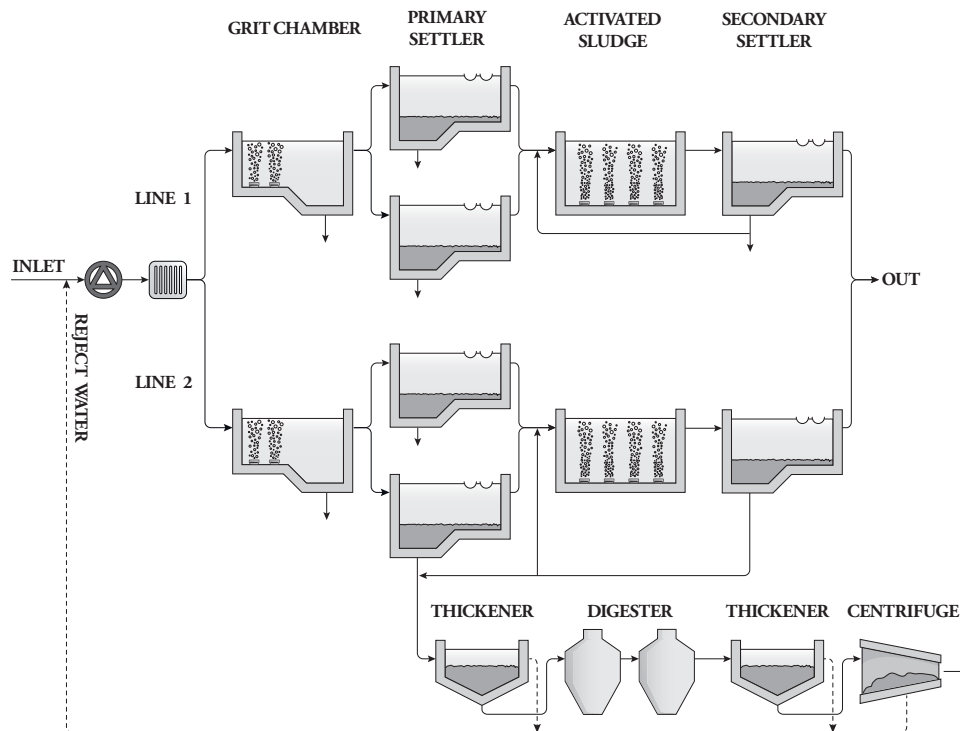 GRIT CHAMBER
PRIMARY
SETTLER
ACTIVATED
SLUDGE
SECONDARY
SETTLER
LINE 1
INLET
OUT
REJECT WATER
LINE 2
THICKENER
DIGESTER
THICKENER
CENTRIFUGE